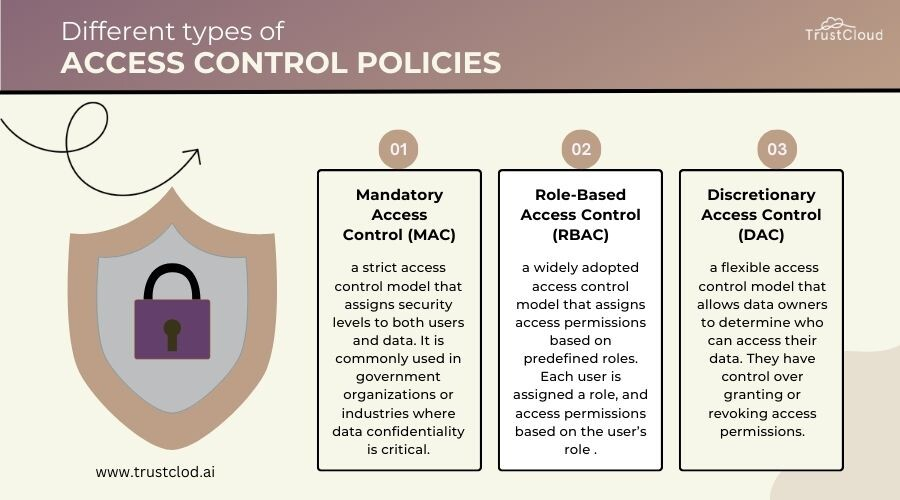 Different types of
ACCESS CONTROL POLICIES
TrustCloud
01
Mandatory
Access
Control (MAC)
a strict access
control model that
assigns security
levels to both users
and data. It is
commonly used in
government
organizations or
industries where
data confidentiality
is critical.
02
Role-Based
Access Control
(RBAC)
a widely adopted
access control
model that assigns
access permissions
based on
predefined roles.
Each user is
assigned a role, and
access permissions
based on the user’s
role .
03
Discretionary
Access Control
(DAC)
a flexible access
control model that
allows data owners
to determine who
can access their
data. They have
control over
granting or
revoking access
permissions.
www.trustclod.ai